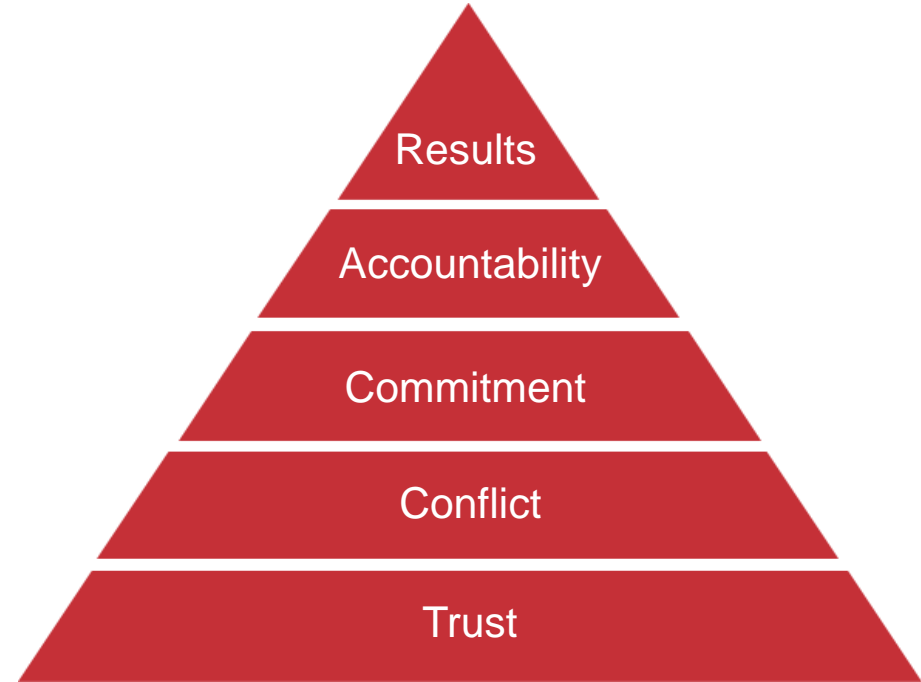 Results
Accountability
Commitment
Conflict
Trust